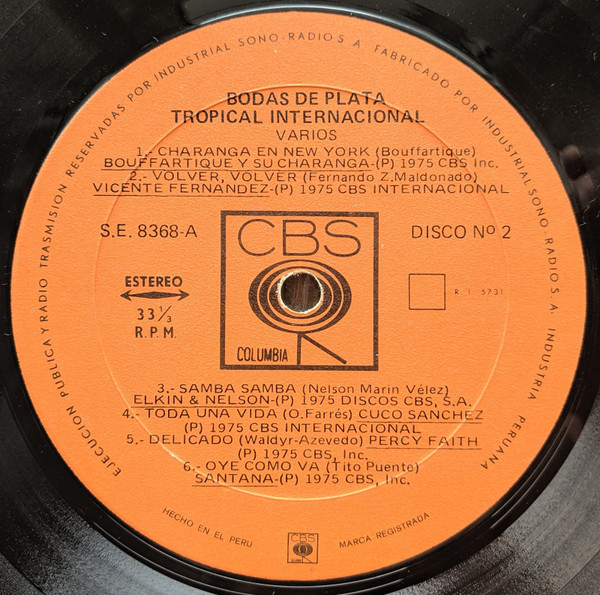 EJECUCION PUBLICA Y RADIO TRASMISION RESERVADAS POR INDUSTRIAL SONO-RADIO S A FABRICADO POR INDUSTRIAL SONO-RADIO S. A. INDUSTRIA PERUANA
BODAS DE PLATA
TROPICAL INTERNACIONAL
VARIOS
1.- CHARANGA EN NEW YORK (Bouffartique)
BOUFFARTIQUE Y SU CHARANGA-(P) 1975 CBS Inc.
2.- VOLVER, VOLVER (Fernando Z.Maldonado)
VICENTE FERNANDEZ-(P) 1975 CBS INTERNACIONAL
S.E. 8368-A
CBS
DISCO Nº 2
ESTEREO
33 1/3
R.P.M.
R I 5731
COLUMBIA
3.- SAMBA SAMBA (Nelson Marin Vélez)
ELKIN & NELSON-(P) 1975 DISCOS CBS, S.A.
4.- TODA UNA VIDA (O.Farrés) CUCO SANCHEZ
(P) 1975 CBS INTERNACIONAL
5.- DELICADO (Waldyr-Azevedo) PERCY FAITH
(P) 1975 CBS, Inc.
6.- OYE COMO VA (Tito Puente)
SANTANA-(P) 1975 CBS, Inc.
HECHO EN EL PERU
CBS
MARCA REGISTRADA